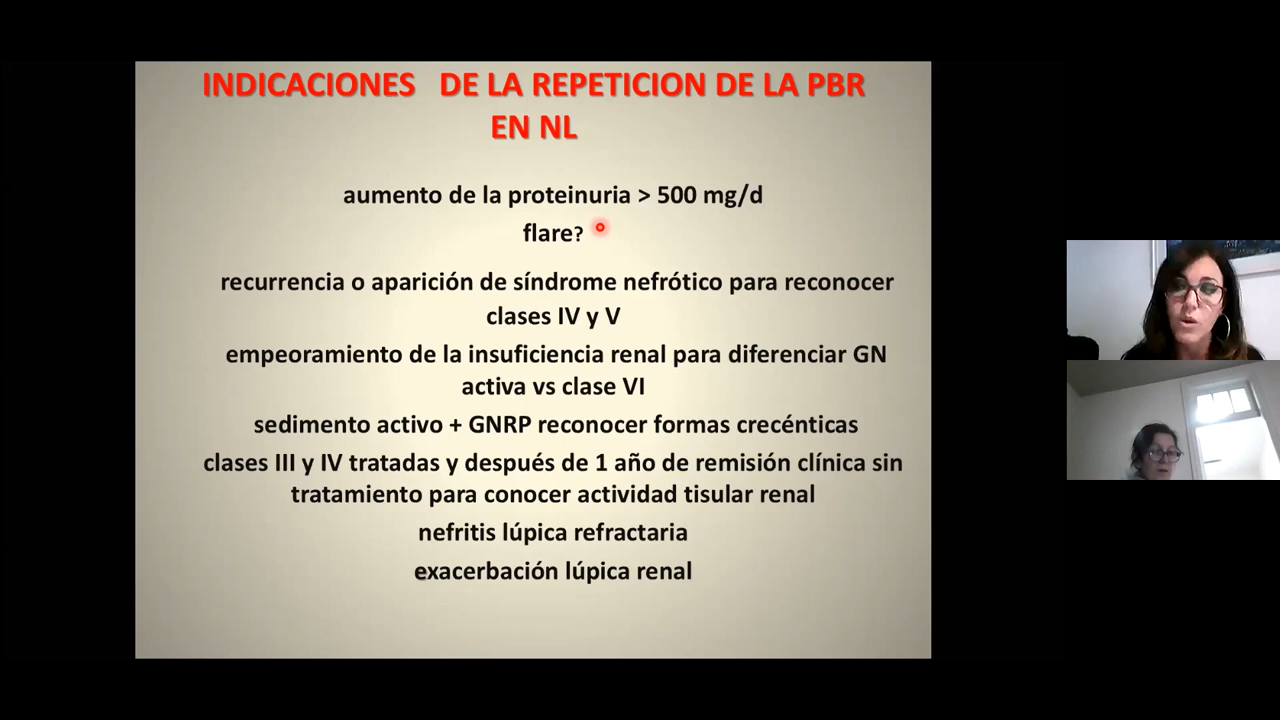 INDICACIONES DE LA REPETICION DE LA PBR
EN NL
aumento de la proteinuria > 500 mg/d
flare?
recurrencia o aparición de síndrome nefrótico para reconocer
clases IV y V
empeoramiento de la insuficiencia renal para diferenciar GN
activa vs clase VI
sedimento activo + GNRP reconocer formas crecénticas
clases III y IV tratadas y después de 1 año de remisión clínica sin
tratamiento para conocer actividad tisular renal
nefritis lúpica refractaria
exacerbación lúpica renal